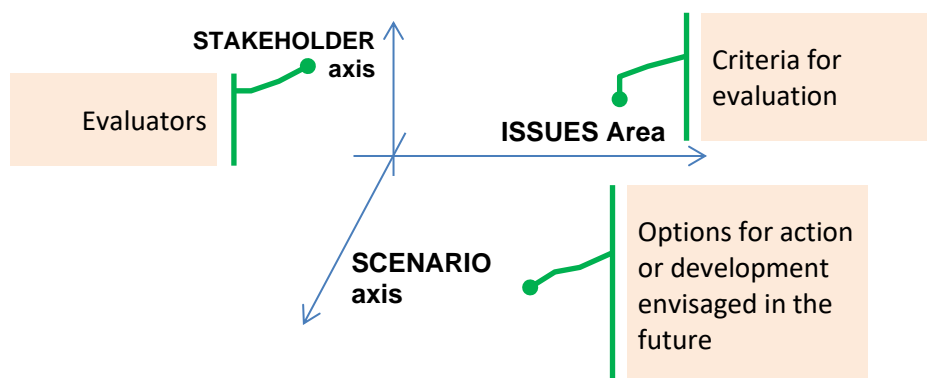 STAKEHOLDER
axis
Evaluators
Criteria for
evaluation
ISSUES Area
SCENARIO
axis
Options for action
or development
envisaged in the
future